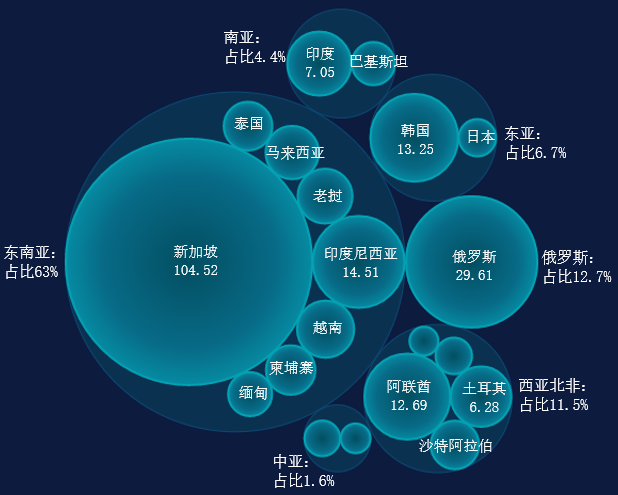 南亚：
占比4.4%
印度
7.05
巴基斯坦
泰国
马来西亚
韩国
13.25
日本
东亚：
占比6.7%
老挝
东南亚：
占比63%
新加坡
104.52
印度尼西亚
14.51
俄罗斯
29.61
俄罗斯：
占比12.7%
越南
柬埔寨
缅甸
阿联酋
12.69
土耳其
6.28
西亚北非：
占比11.5%
沙特阿拉伯
中亚：
占比1.6%